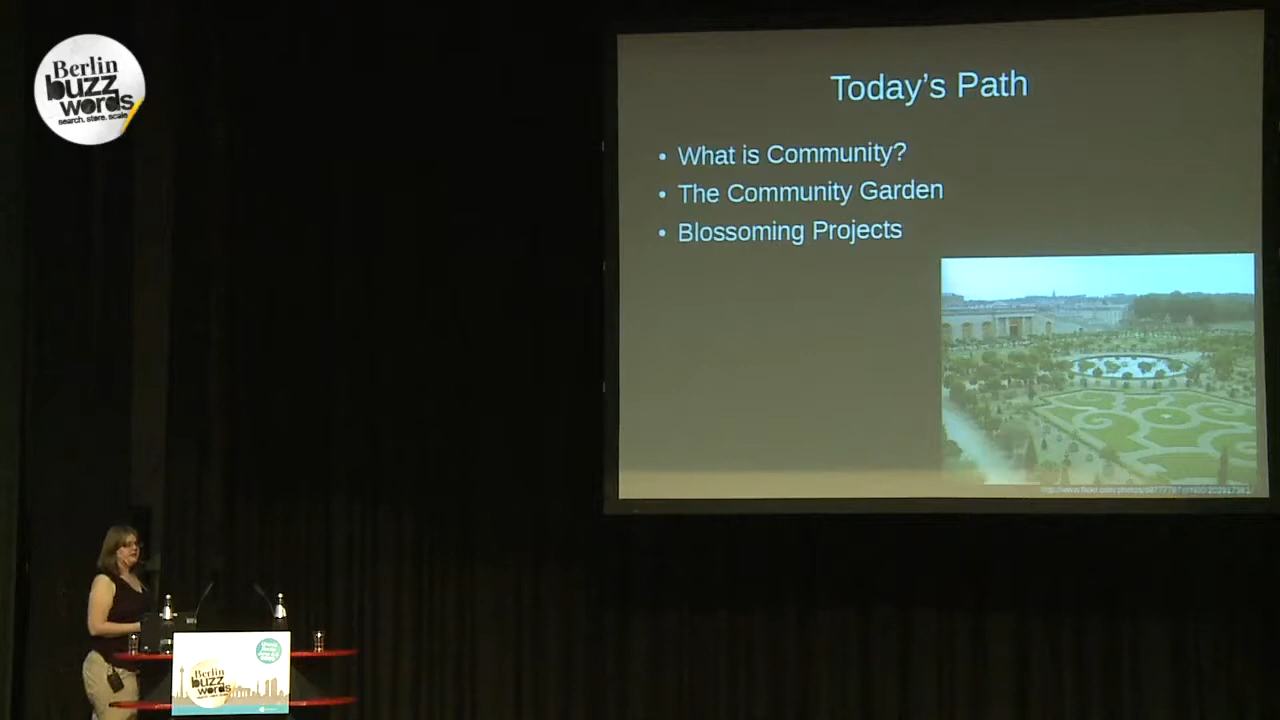 Berlin
buzz
words
search. store. scale
Today's Path
• What is Community?
• The Community Garden
• Blossoming Projects
Berlin
buzz
words